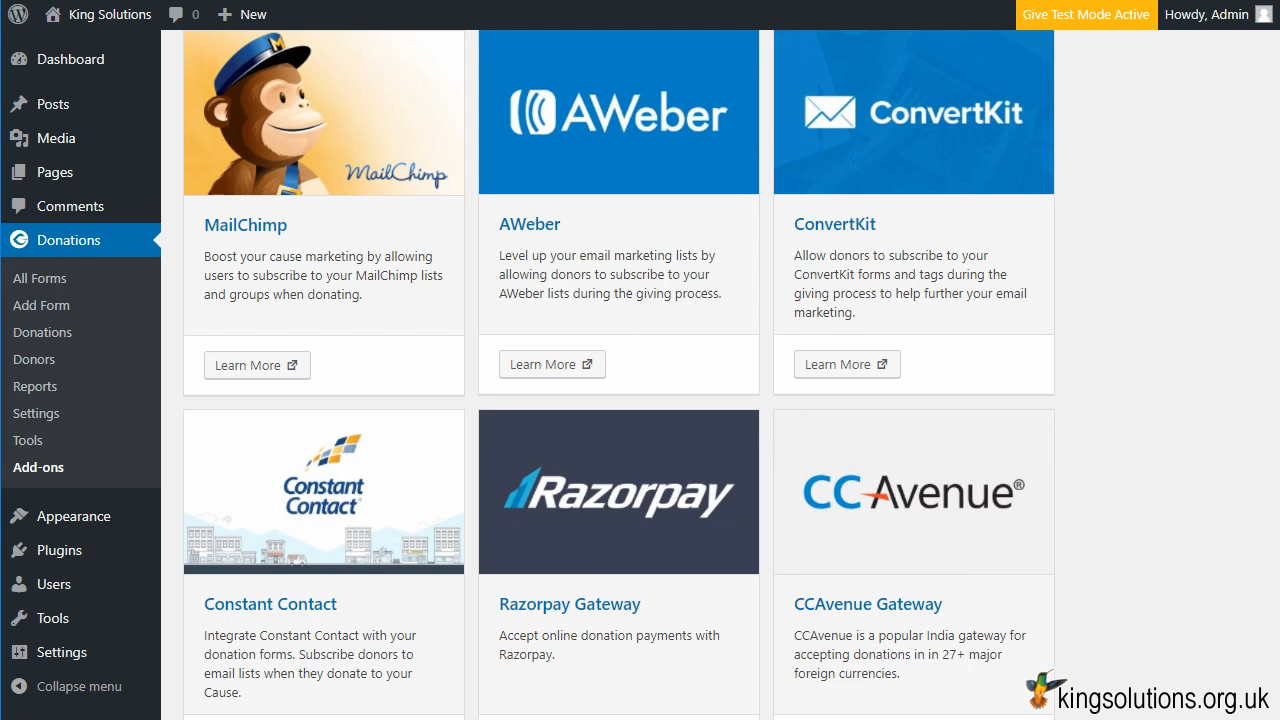 King Solutions
0
New
Give Test Mode Active
Howdy, Admin
Dashboard
Posts
Media
Pages
Comments
Donations
All Forms
Add Form
Donations
Donors
Reports
Settings
Tools
Add-ons
Appearance
Plugins
Users
Tools
Settings
Collapse menu
M
MailChimp
MailChimp
Boost your cause marketing by allowing
users to subscribe to your MailChimp lists
and groups when donating.
Learn More
AWeber
AWeber
Level up your email marketing lists by
allowing donors to subscribe to your
AWeber lists during the giving process.
Learn More
ConvertKit
ConvertKit
Allow donors to subscribe to your
ConvertKit forms and tags during the
giving process to help further your email
marketing.
Learn More
Constant
Contact®
Constant Contact
Integrate Constant Contact with your
donation forms. Subscribe donors to
email lists when they donate to your
Cause.
Razorpay
Razorpay Gateway
Accept online donation payments with
Razorpay.
CCAvenue®
CCAvenue Gateway
CCAvenue is a popular India gateway for
accepting donations in in 27+ major
foreign currencies.
kingsolutions.org.uk